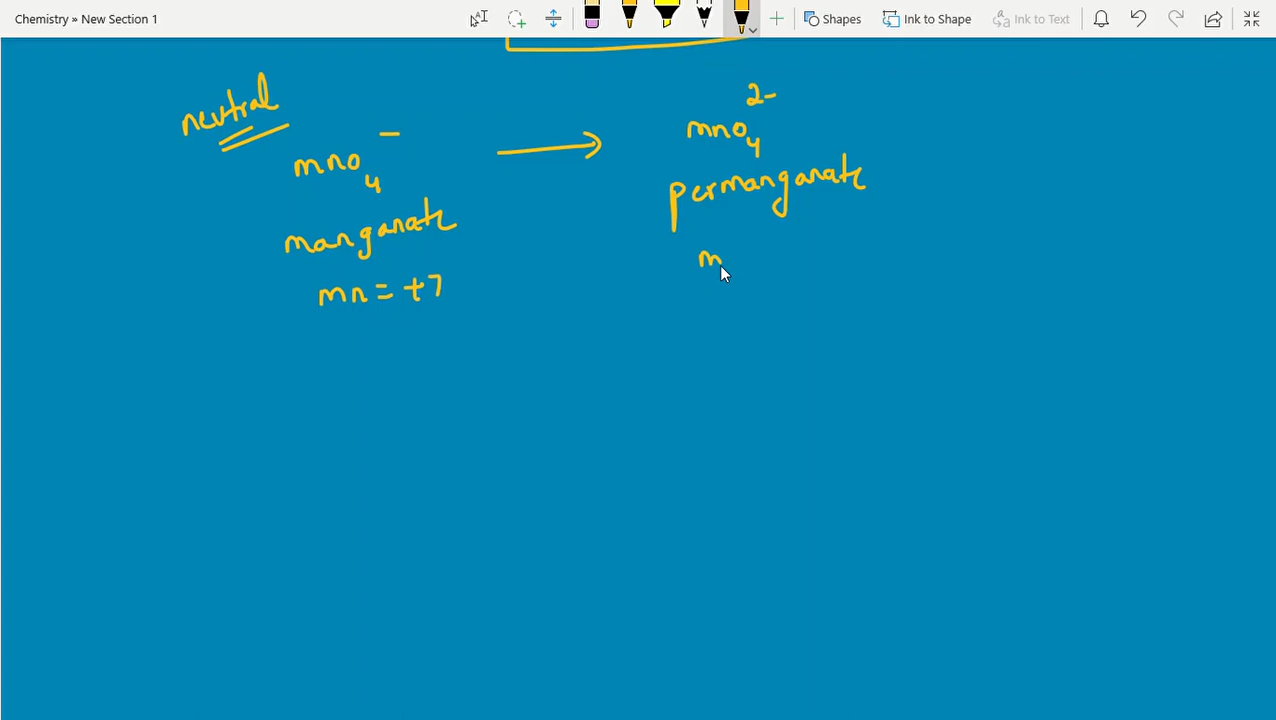 Chemistry » New Section 1
Shapes
Ink to Shape
Ink to Text
neutral
mno4 − → mno4 2−
manganate permanganate
mn = +7 m